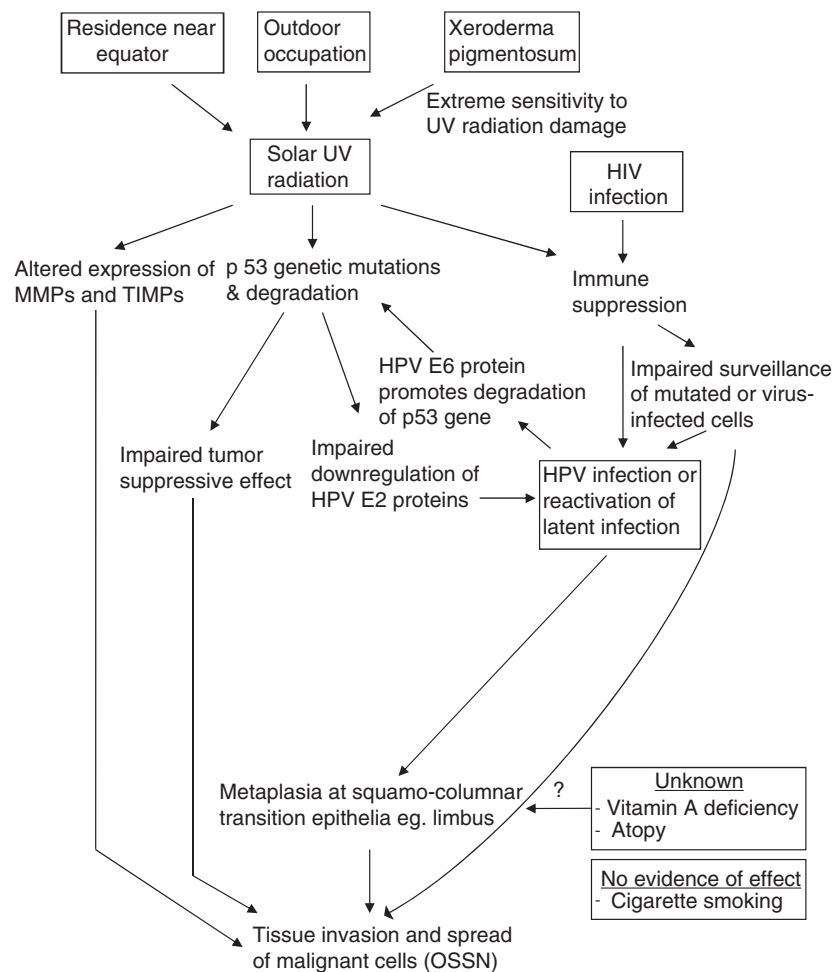 Residence near
equator
Outdoor
occupation
Xeroderma
pigmentosum
Extreme sensitivity to
UV radiation damage
Solar UV
radiation
HIV
infection
Altered expression of
MMPs and TIMPs
p 53 genetic mutations
& degradation
Immune
suppression
HPV E6 protein
promotes degradation
of p53 gene
Impaired surveillance
of mutated or virus-
infected cells
Impaired tumor
suppressive effect
Impaired
downregulation of
HPV E2 proteins
HPV infection or
reactivation of
latent infection
Metaplasia at squamo-columnar
transition epithelia eg. limbus
?
Unknown
- Vitamin A deficiency
- Atopy
No evidence of effect
- Cigarette smoking
Tissue invasion and spread
of malignant cells (OSSN)